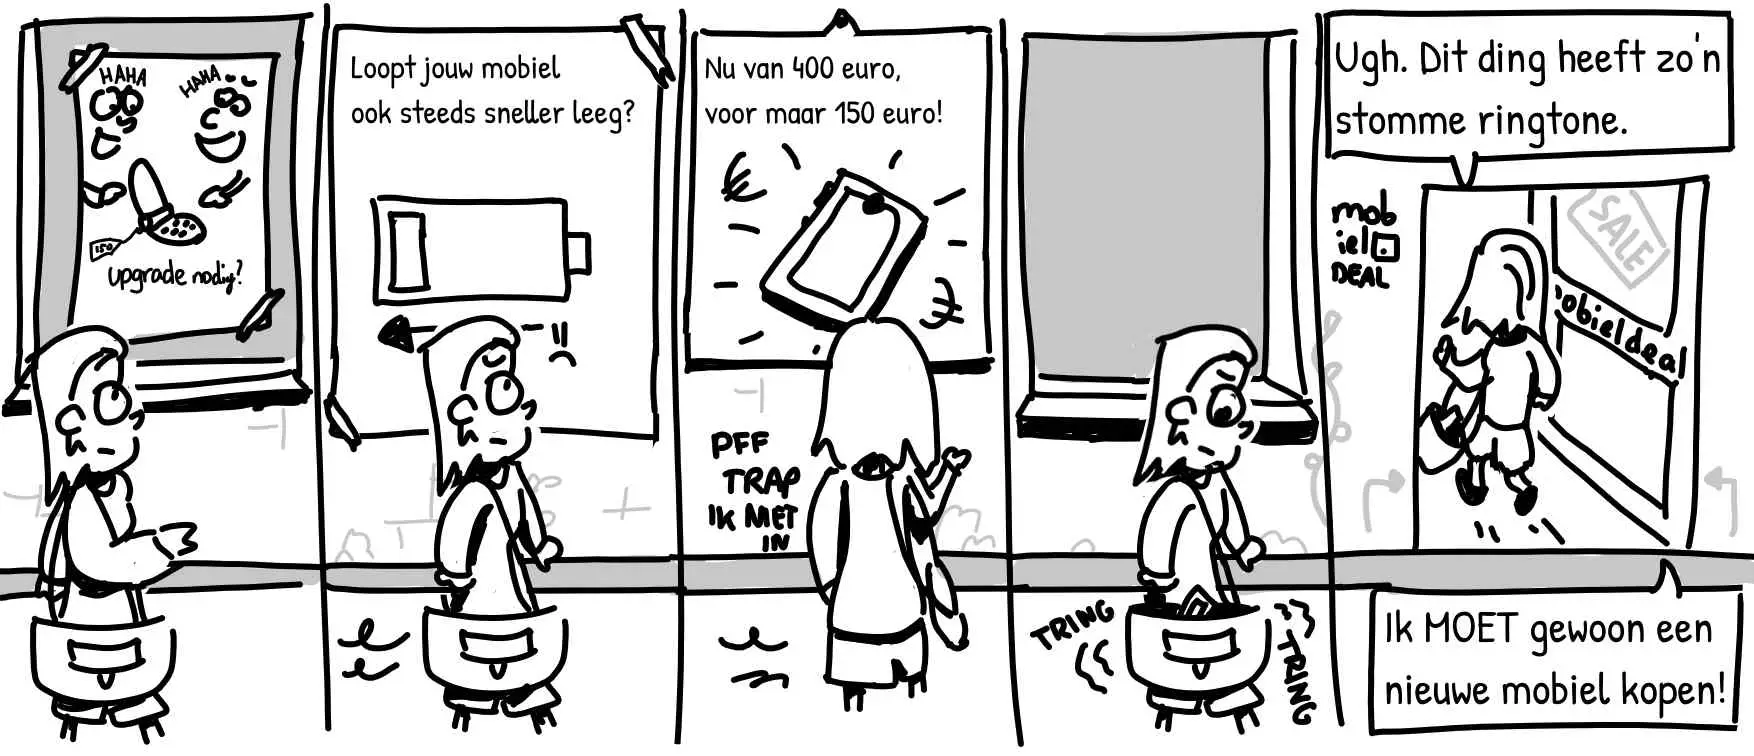 HAHA
HAHA
150
upgrade nodig?
Loopt jouw mobiel
ook steeds sneller leeg?
!!
Nu van 400 euro,
voor maar 150 euro!
€
€
PFF
TRAP
IK NIET
IN
TRING
TRING
Ugh. Dit ding heeft zo'n
stomme ringtone.
mob
iel
DEAL
SALE
obieldeal
Ik MOET gewoon een
nieuwe mobiel kopen!